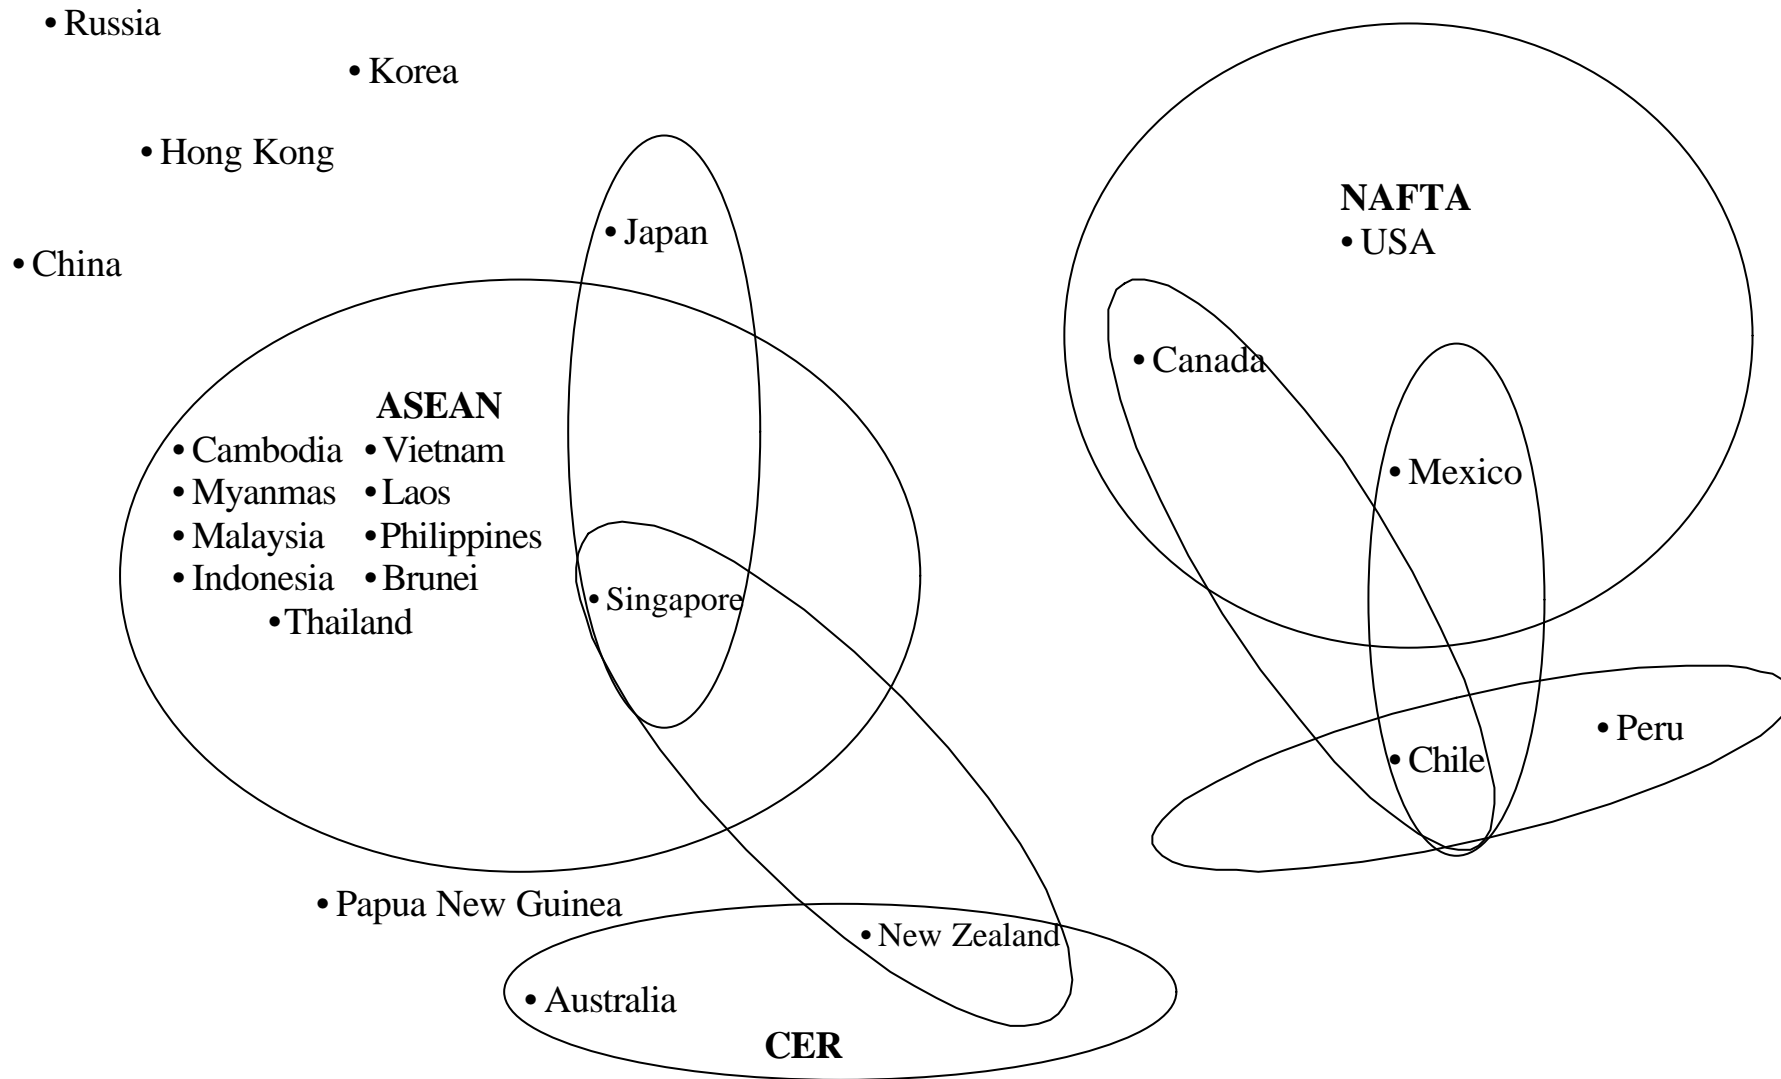 • Russia
• Korea
• Hong Kong
• China
• Japan
ASEAN
• Cambodia • Vietnam
• Myanmas • Laos
• Malaysia • Philippines
• Indonesia • Brunei
• Thailand
• Singapore
• Papua New Guinea
• New Zealand
• Australia
CER
NAFTA
• USA
• Canada
• Mexico
• Peru
• Chile